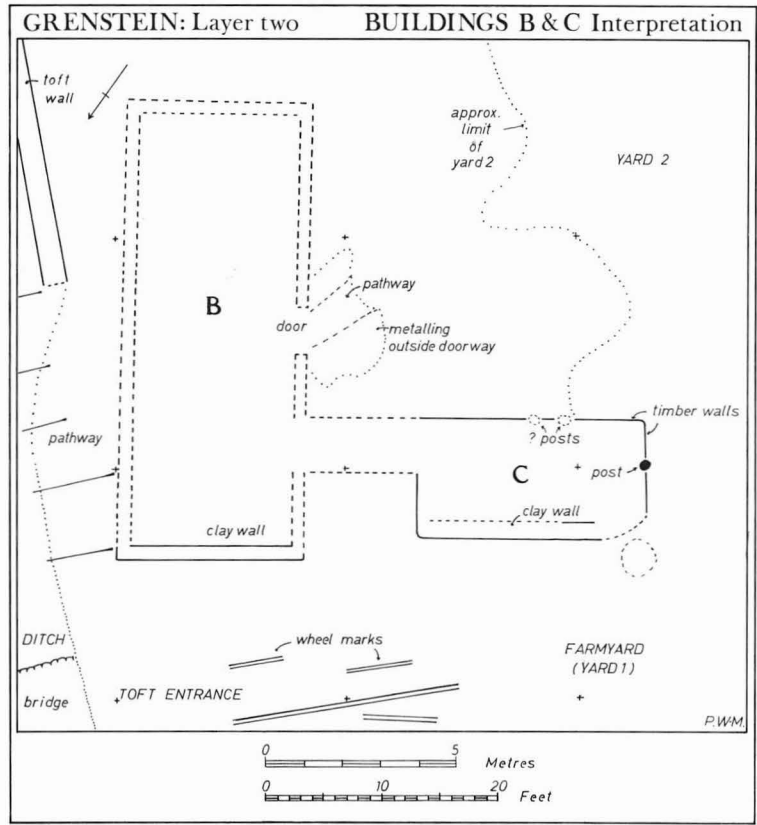 GRENSTEIN: Layer two BUILDINGS B & C Interpretation
toft
wall
approx.
limit
of
yard 2
YARD 2
B
pathway
door
metalling
outside doorway
timber walls
? posts
pathway
C
post
clay wall
clay wall
wheel marks
DITCH
FARMYARD
(YARD 1)
bridge
TOFT ENTRANCE
P.W-M.
0 5
Metres
0 10 20
Feet